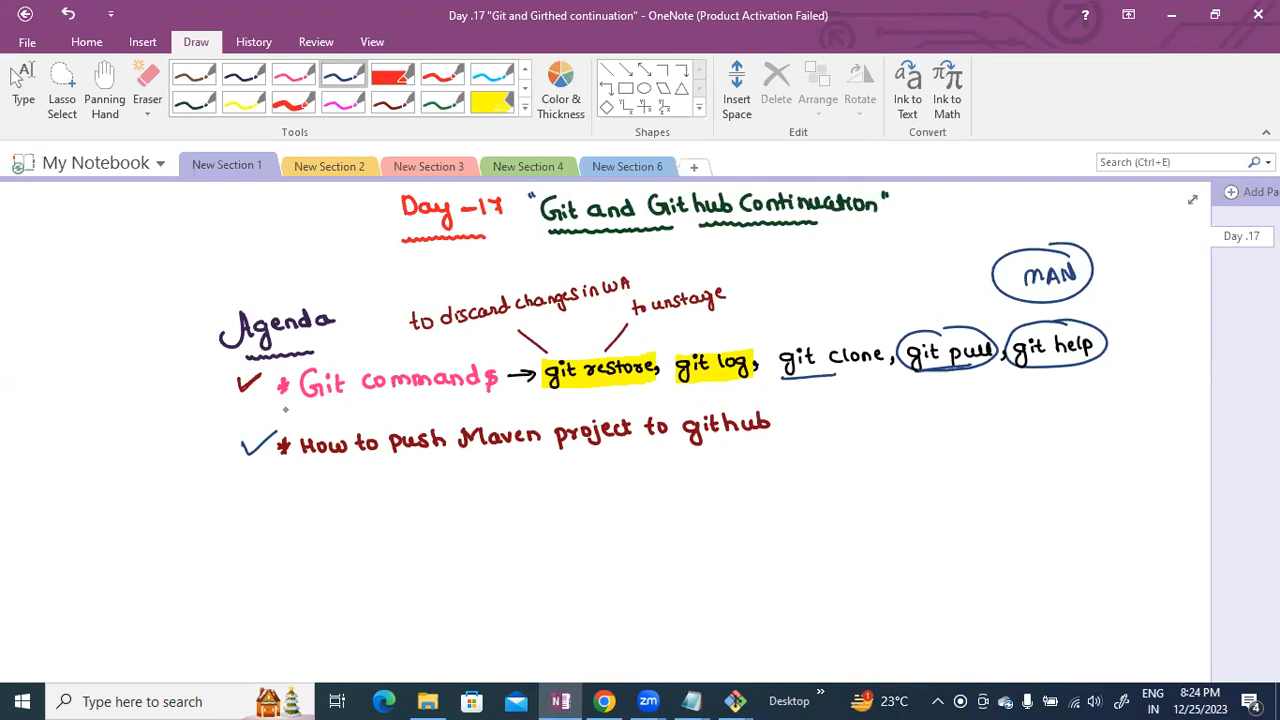 Day .17 "Git and Girthed continuation" - OneNote (Product Activation Failed)
File Home Insert Draw History Review View
Type Lasso Select Panning Hand Eraser Color & Thickness Insert Space Delete Arrange Rotate Ink to Text Ink to Math
Tools Shapes Edit Convert
My Notebook New Section 1 New Section 2 New Section 3 New Section 4 New Section 6 Search (Ctrl+E)
Add Pa
Day .17
Day -17 "Git and Github Continuation"
MAN
to discard changes in WA to unstage
Agenda
* Git commands → git restore, git log, git clone, git pull, git help
* How to push Maven project to github
Type here to search Desktop 23°C ENG IN 8:24 PM 12/25/2023